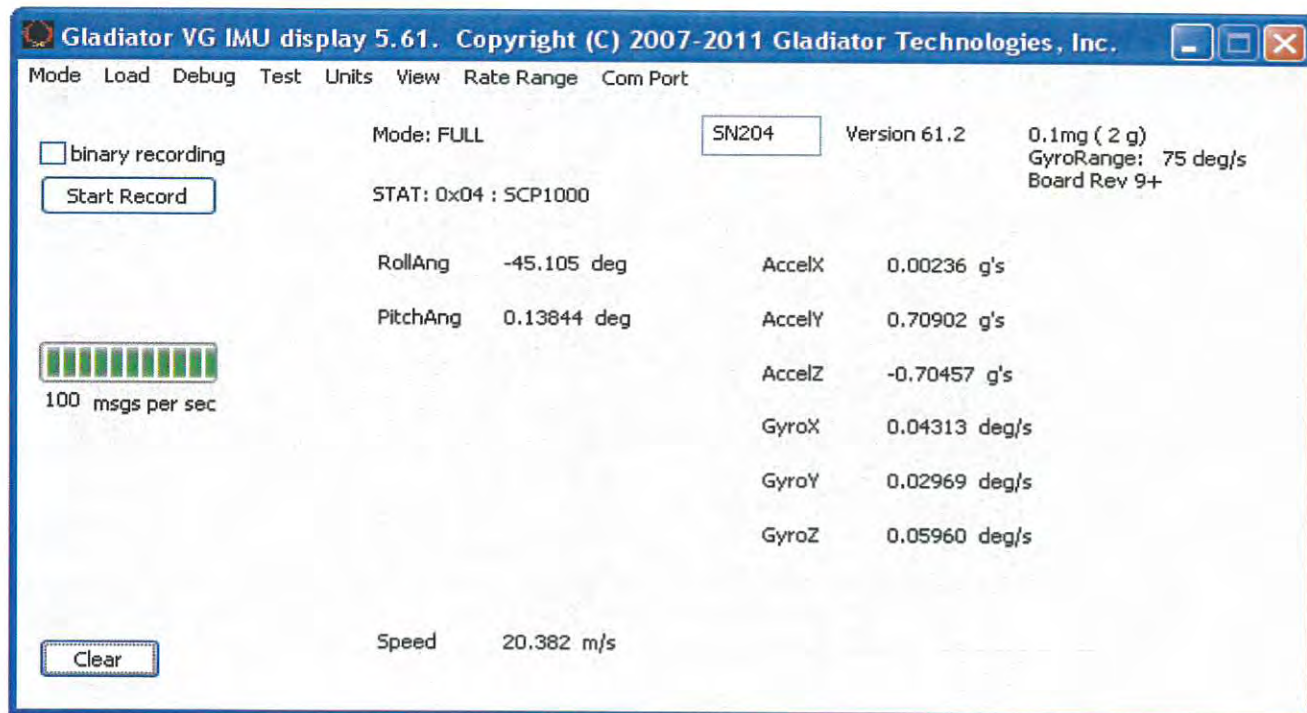 Gladiator VG IMU display 5.61. Copyright (C) 2007-2011 Gladiator Technologies, Inc.
Mode Load Debug Test Units View Rate Range Com Port
binary recording
Start Record
100 msgs per sec
Clear
Mode: FULL
STAT: 0x04 : SCP1000
RollAng -45.105 deg
PitchAng 0.13844 deg
Speed 20.382 m/s
SN204 Version 61.2
0.1mg ( 2 g)
GyroRange: 75 deg/s
Board Rev 9+
AccelX 0.00236 g's
AccelY 0.70902 g's
AccelZ -0.70457 g's
GyroX 0.04313 deg/s
GyroY 0.02969 deg/s
GyroZ 0.05960 deg/s